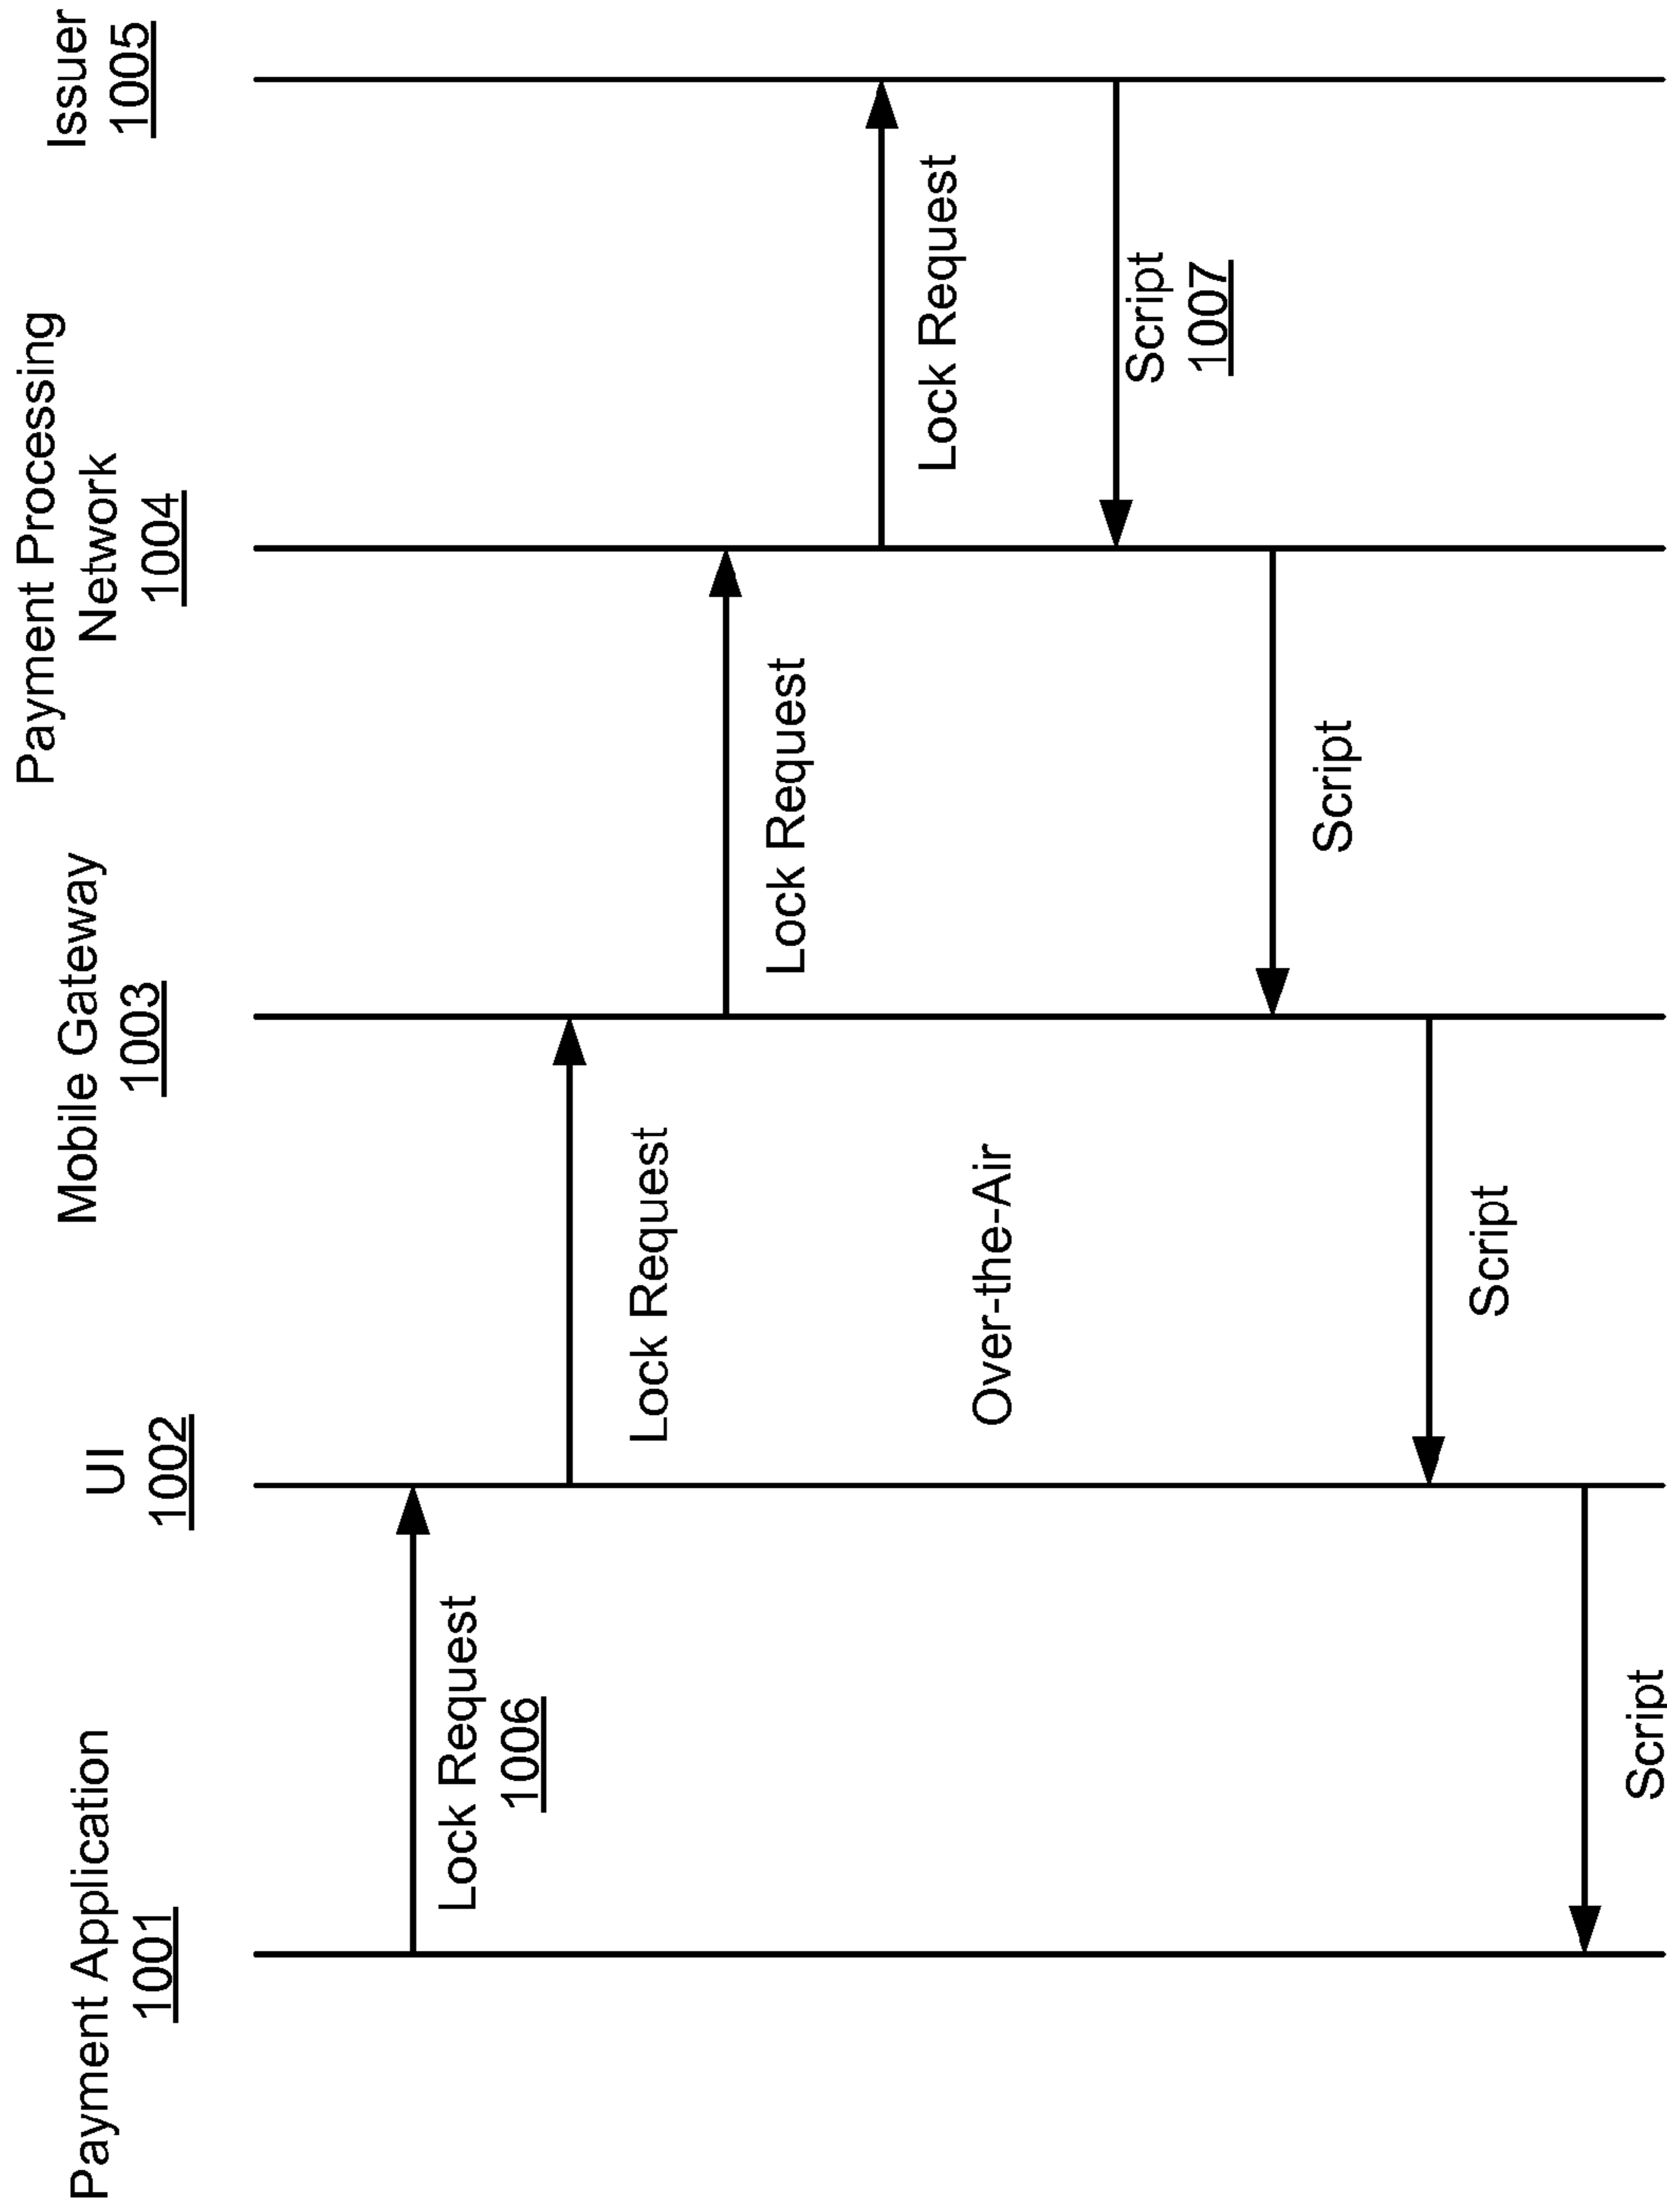 Payment Application
1001
UI
1002
Mobile Gateway
1003
Payment Processing
Network
1004
Issuer
1005
Lock Request
1006
Lock Request
Lock Request
Lock Request
Over-the-Air
Script
1007
Script
Script
Script